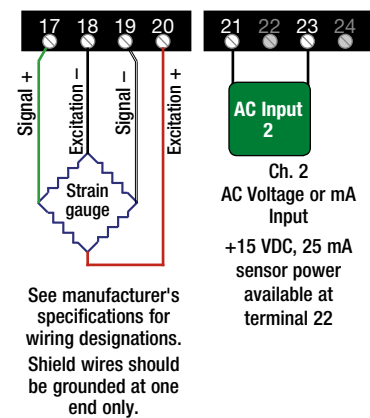 17 18 19 20
Signal +
Excitation –
Signal –
Excitation +
Strain
gauge
See manufacturer's
specifications for
wiring designations.
Shield wires should
be grounded at one
end only.
21 22 23 24
AC Input
2
Ch. 2
AC Voltage or mA
Input
+15 VDC, 25 mA
sensor power
available at
terminal 22